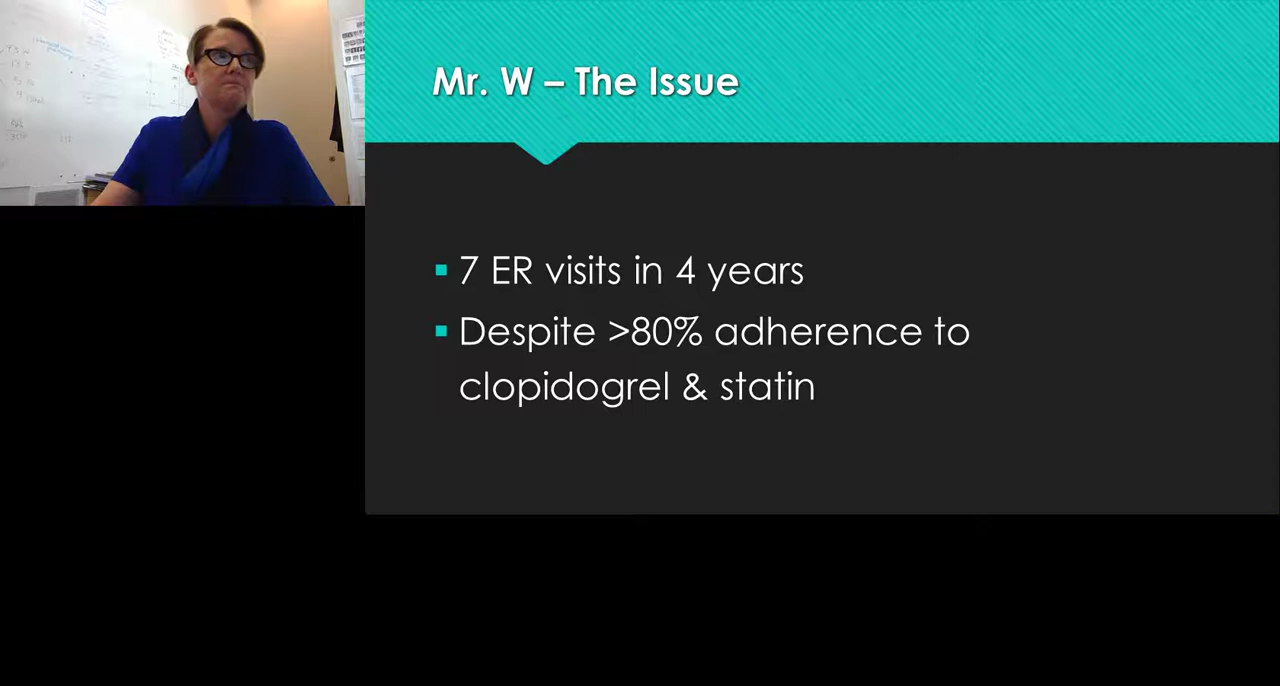 Mr. W – The Issue
7 ER visits in 4 years
Despite >80% adherence to
clopidogrel & statin